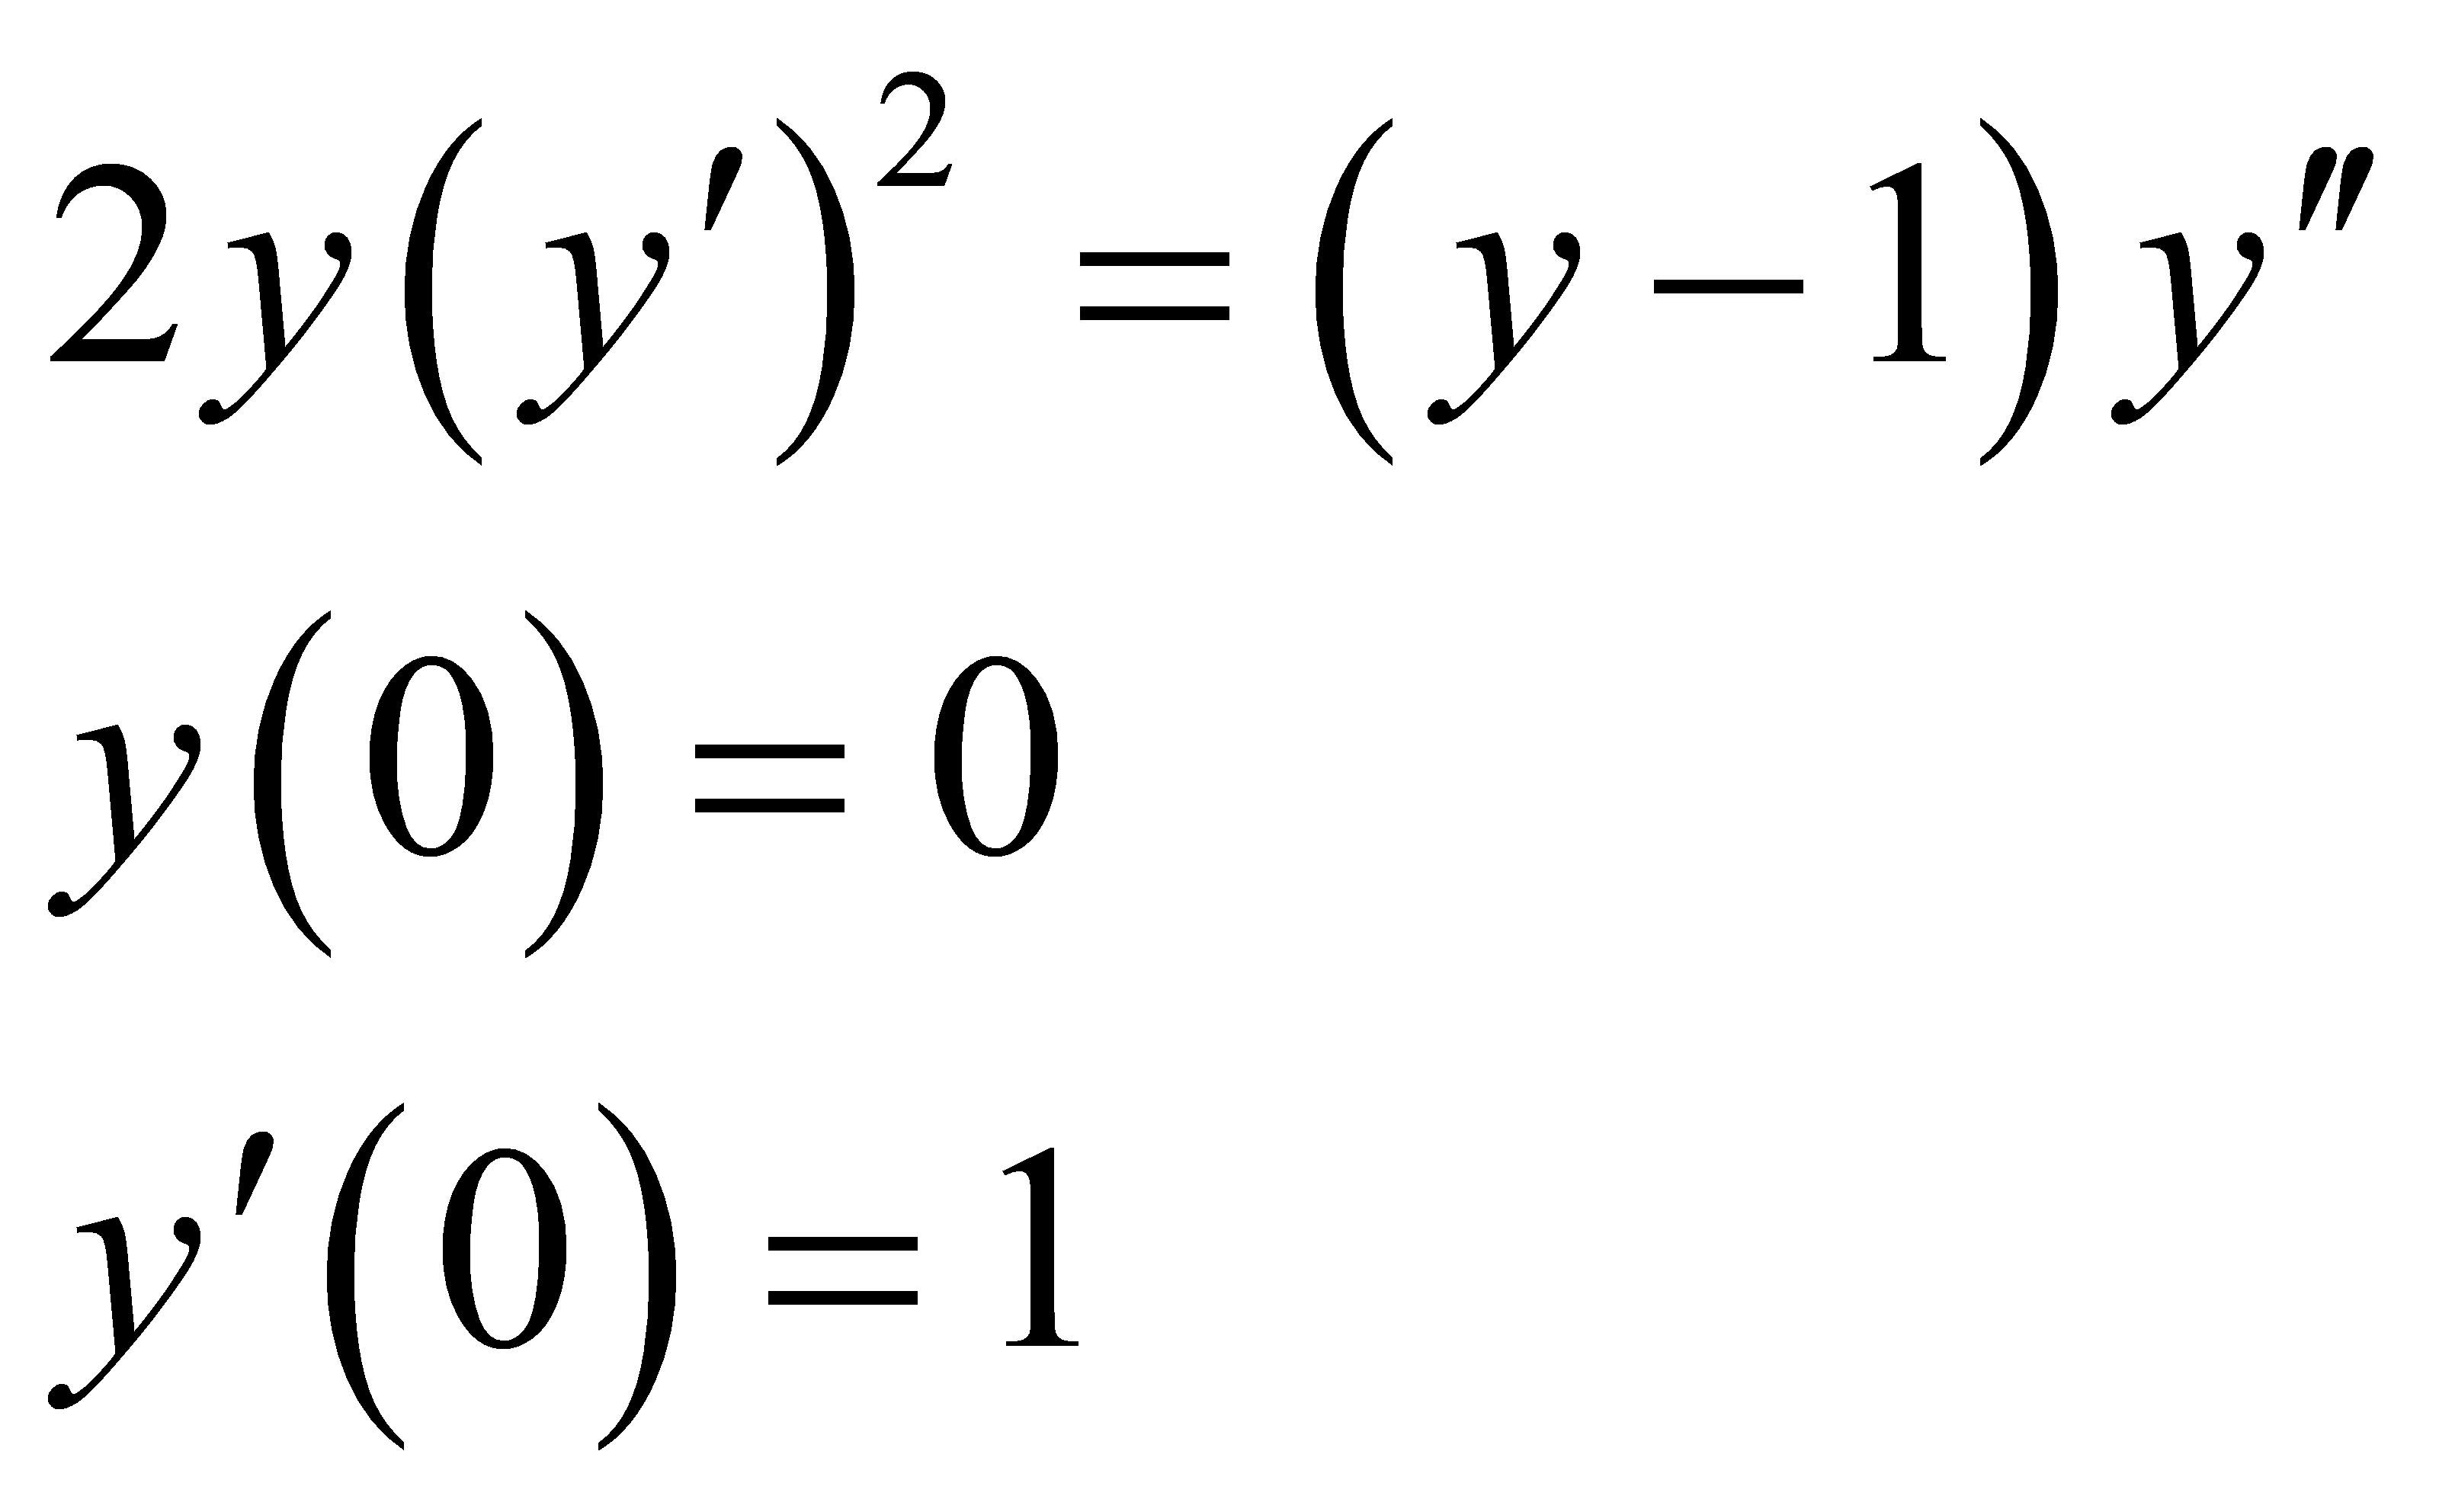 2y(y′)² = (y − 1)y″
y(0) = 0
y′(0) = 1